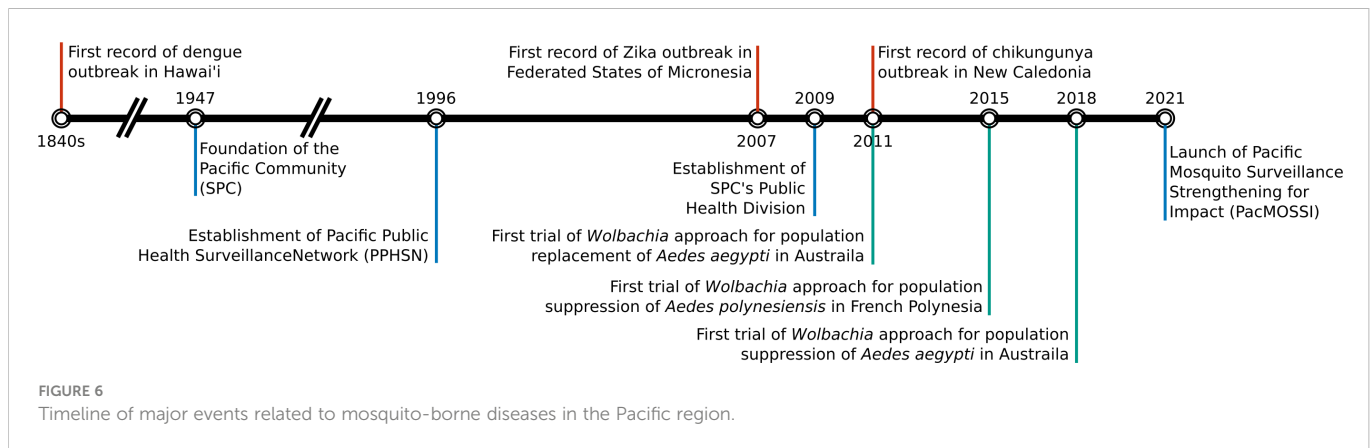 First record of dengue
outbreak in Hawai'i
1840s
1947
Foundation of the
Pacific Community
(SPC)
1996
Establishment of Pacific Public
Health SurveillanceNetwork (PPHSN)
First record of Zika outbreak in
Federated States of Micronesia
2007
2009
Establishment of
SPC's Public
Health Division
First record of chikungunya
outbreak in New Caledonia
2011
First trial of Wolbachia approach for population
replacement of Aedes aegypti in Austraila
2015
First trial of Wolbachia approach for population
suppression of Aedes polynesiensis in French Polynesia
2018
First trial of Wolbachia approach for population
suppression of Aedes aegypti in Austraila
2021
Launch of Pacific
Mosquito Surveillance
Strengthening for
Impact (PacMOSSI)
FIGURE 6
Timeline of major events related to mosquito-borne diseases in the Pacific region.